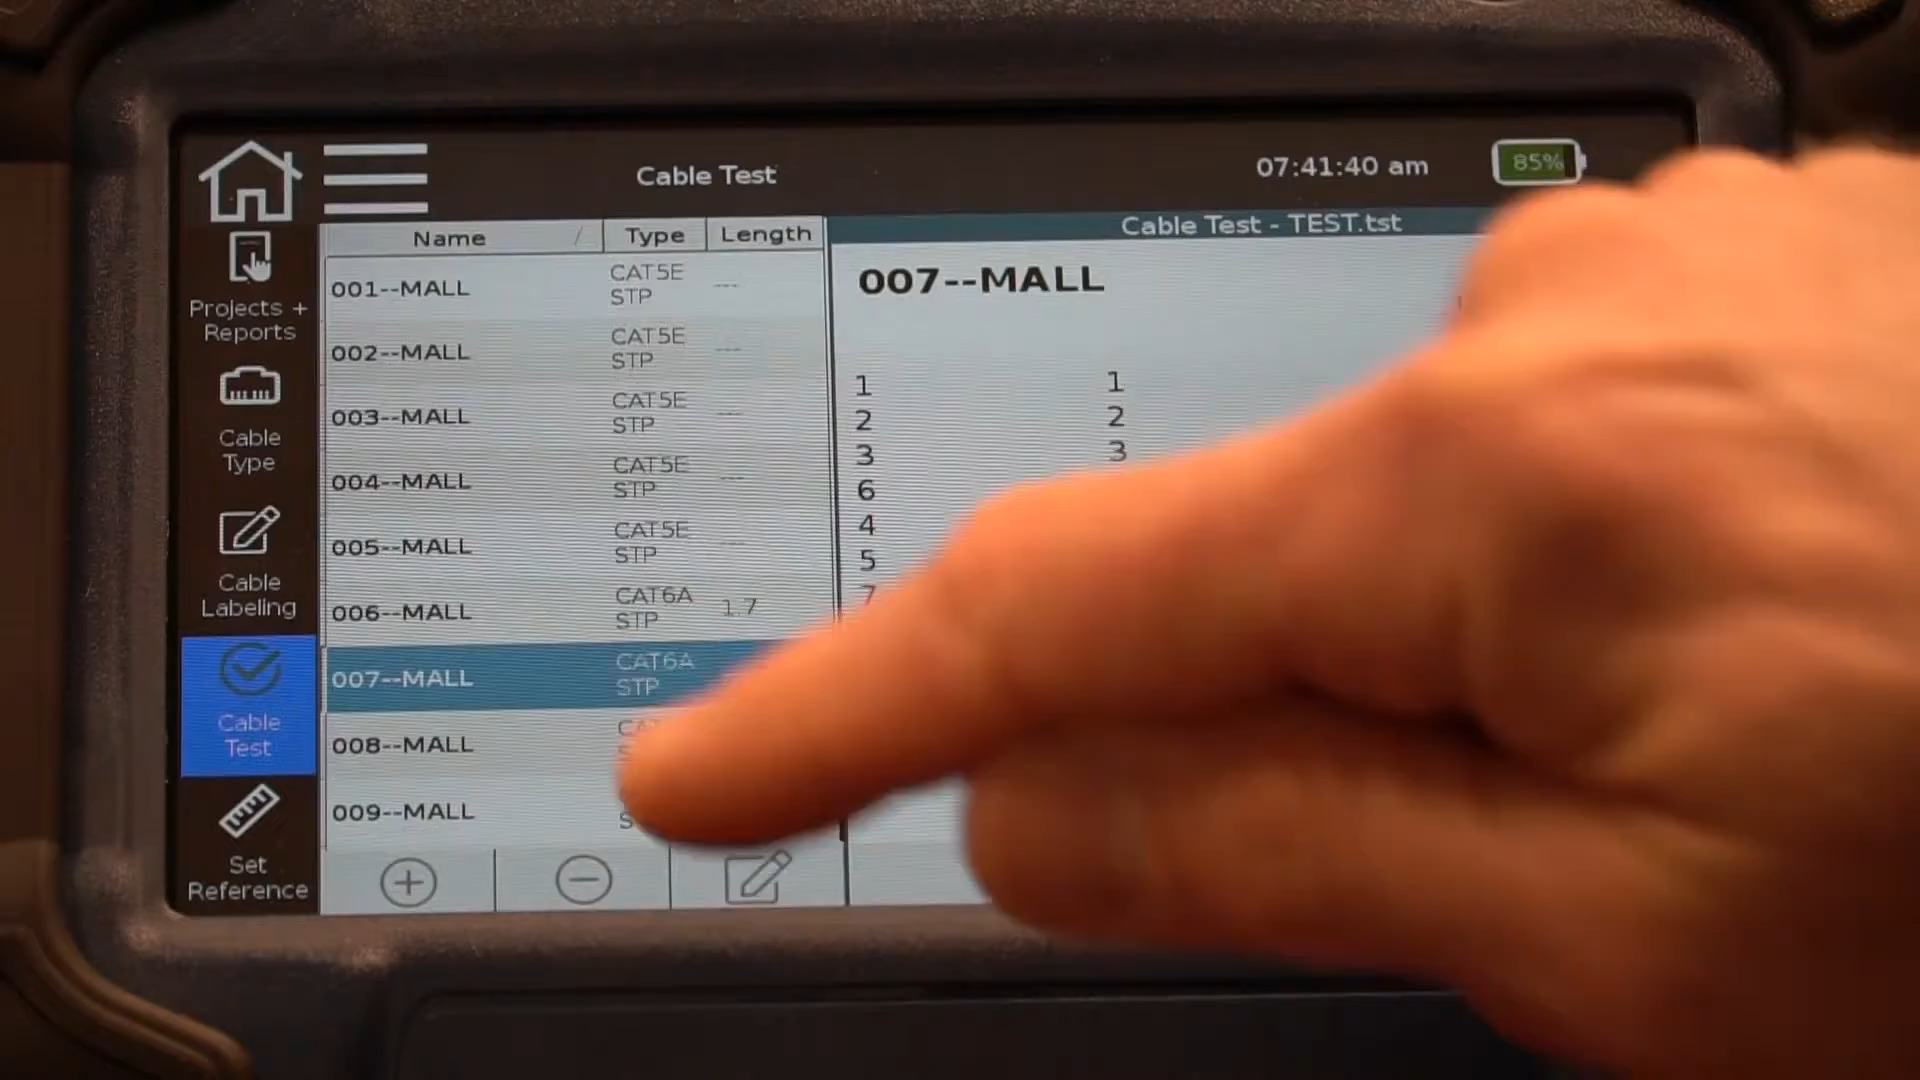 Cable Test
07:41:40 am
85%
Projects +
Reports
Cable
Type
Cable
Labeling
Cable
Test
Set
Reference
Name / Type Length
001--MALL CAT5E STP ---
002--MALL CAT5E STP ---
003--MALL CAT5E STP ---
004--MALL CAT5E STP ---
005--MALL CAT5E STP ---
006--MALL CAT6A STP 1.7
007--MALL CAT6A STP
008--MALL
009--MALL
Cable Test - TEST.tst
007--MALL
1 1
2 2
3 3
6
4
5
7